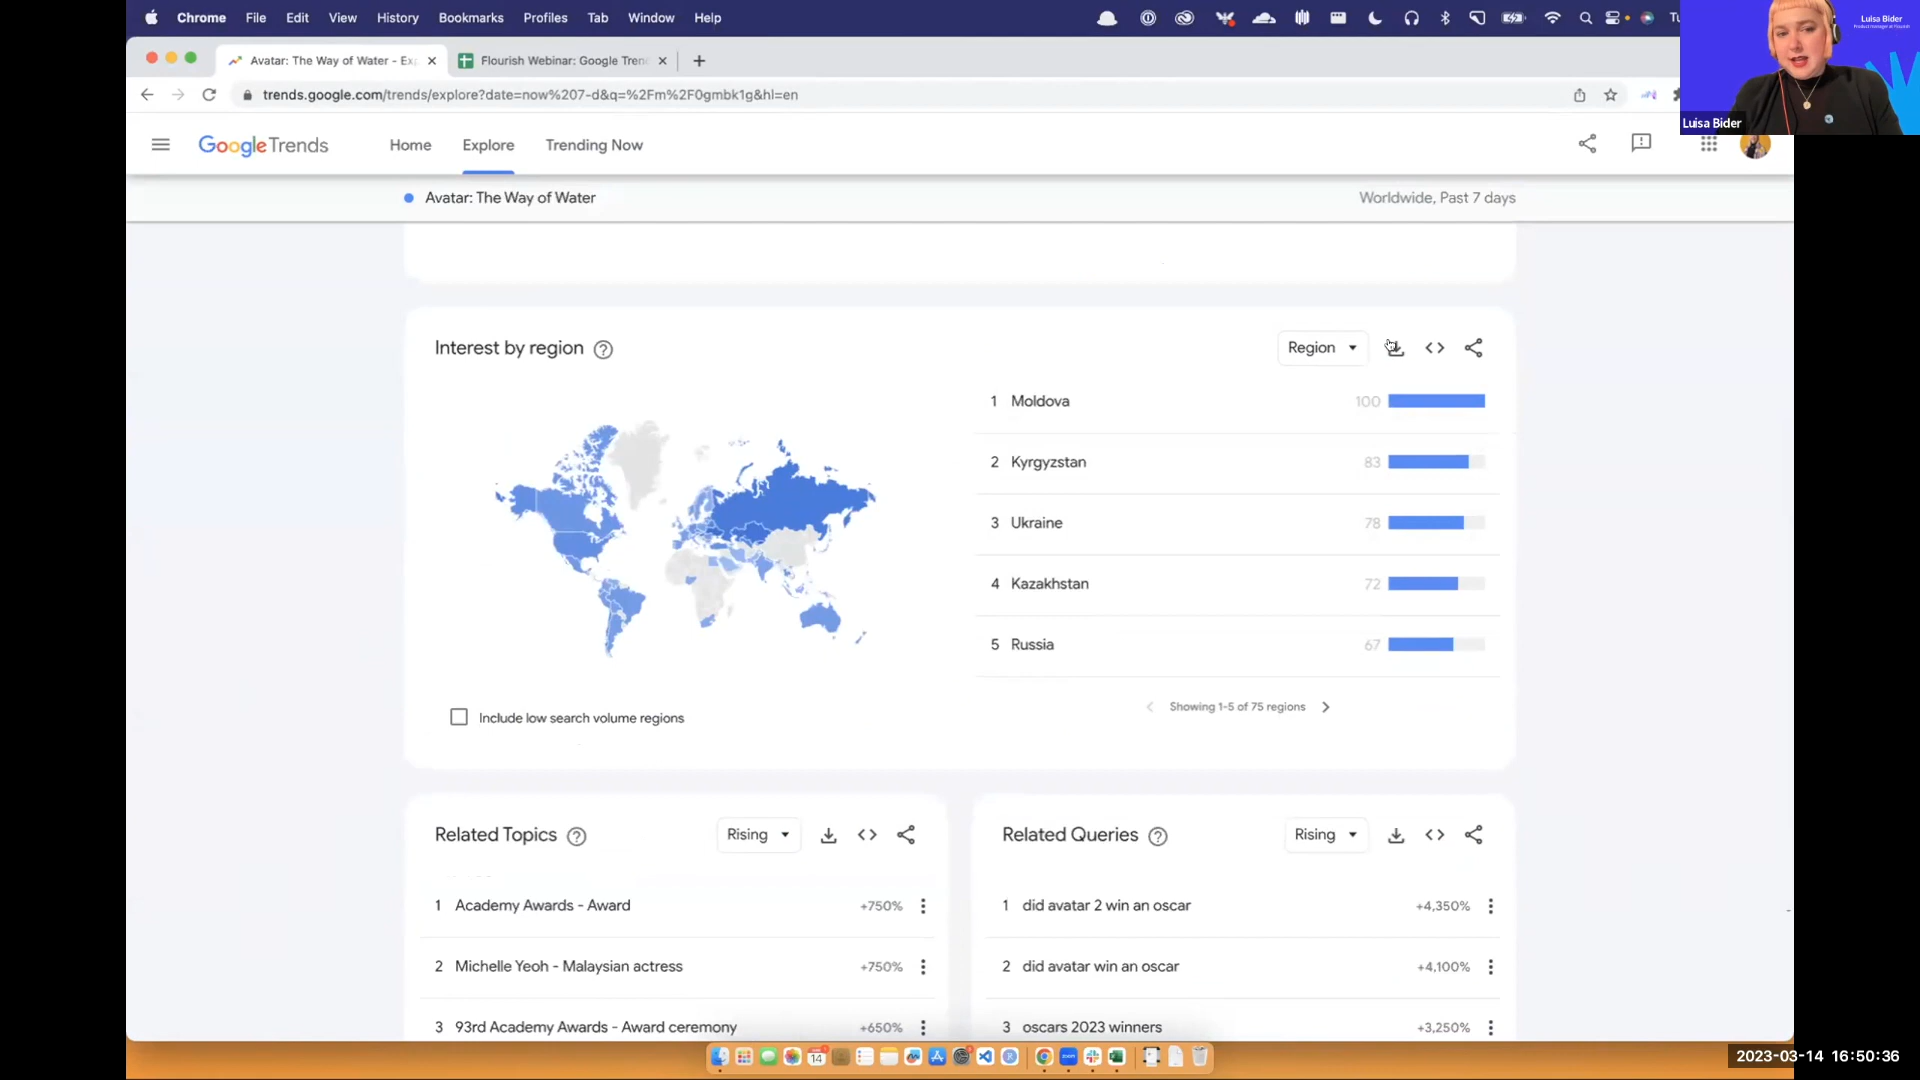 Chrome File Edit View History Bookmarks Profiles Tab Window Help
Luisa Bider
Luisa Bider
Avatar: The Way of Water - Ex
Flourish Webinar: Google Tren
trends.google.com/trends/explore?date=now%207-d&q=%2Fm%2F0gmbk1g&hl=en
Google Trends Home Explore Trending Now
Avatar: The Way of Water Worldwide, Past 7 days
Interest by region Region
1 Moldova 100
2 Kyrgyzstan 83
3 Ukraine 78
4 Kazakhstan 72
5 Russia 67
Showing 1-5 of 75 regions
Include low search volume regions
Related Topics Rising
1 Academy Awards - Award +750%
2 Michelle Yeoh - Malaysian actress +750%
3 93rd Academy Awards - Award ceremony +650%
Related Queries Rising
1 did avatar 2 win an oscar +4,350%
2 did avatar win an oscar +4,100%
3 oscars 2023 winners +3,250%
14
2023-03-14 16:50:36